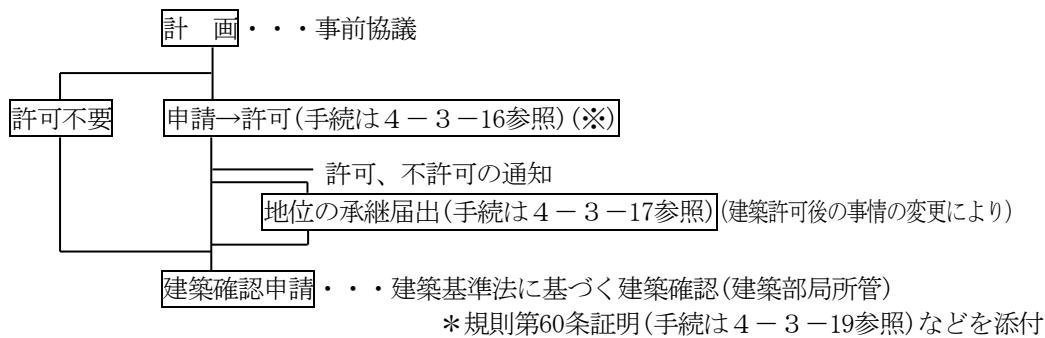 計　画・・・事前協議
許可不要　申請→許可(手続は４－３－16参照)(※)
許可、不許可の通知
地位の承継届出(手続は４－３－17参照)(建築許可後の事情の変更により)
建築確認申請・・・建築基準法に基づく建築確認(建築部局所管)
＊規則第60条証明(手続は４－３－19参照)などを添付